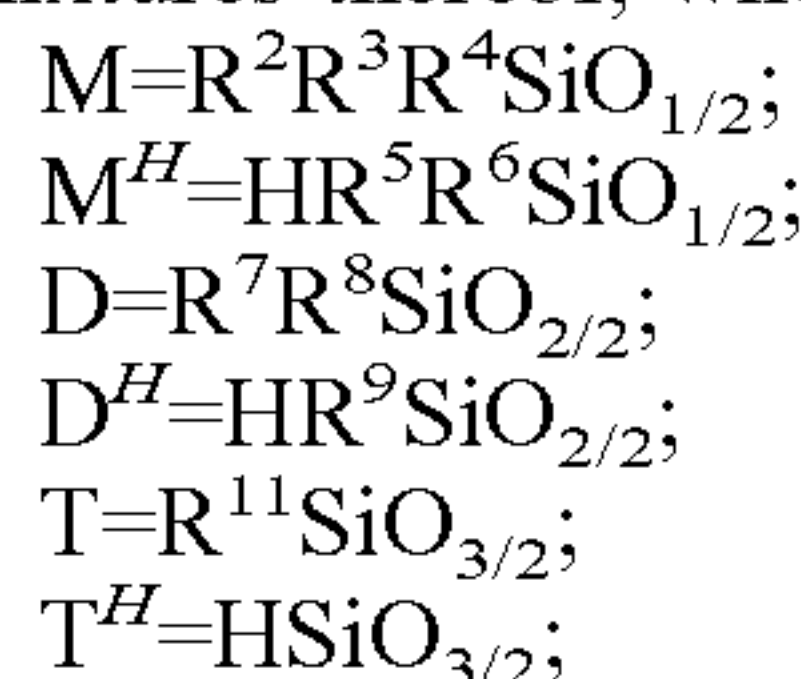 M=R²R³R⁴SiO₁/₂;
Mᴴ=HR⁵R⁶SiO₁/₂;
D=R⁷R⁸SiO₂/₂;
Dᴴ=HR⁹SiO₂/₂;
T=R¹¹SiO₃/₂;
Tᴴ=HSiO₃/₂;